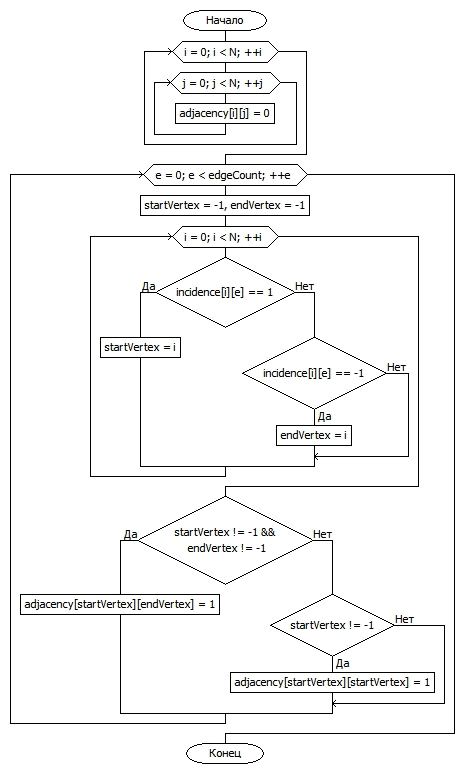 Начало
i = 0; i < N; ++i
j = 0; j < N; ++j
adjacency[i][j] = 0
e = 0; e < edgeCount; ++e
startVertex = -1, endVertex = -1
i = 0; i < N; ++i
Да
Нет
incidence[i][e] == 1
startVertex = i
Нет
incidence[i][e] == -1
Да
endVertex = i
Да
Нет
startVertex != -1 &&
endVertex != -1
adjacency[startVertex][endVertex] = 1
Нет
startVertex != -1
Да
adjacency[startVertex][startVertex] = 1
Конец